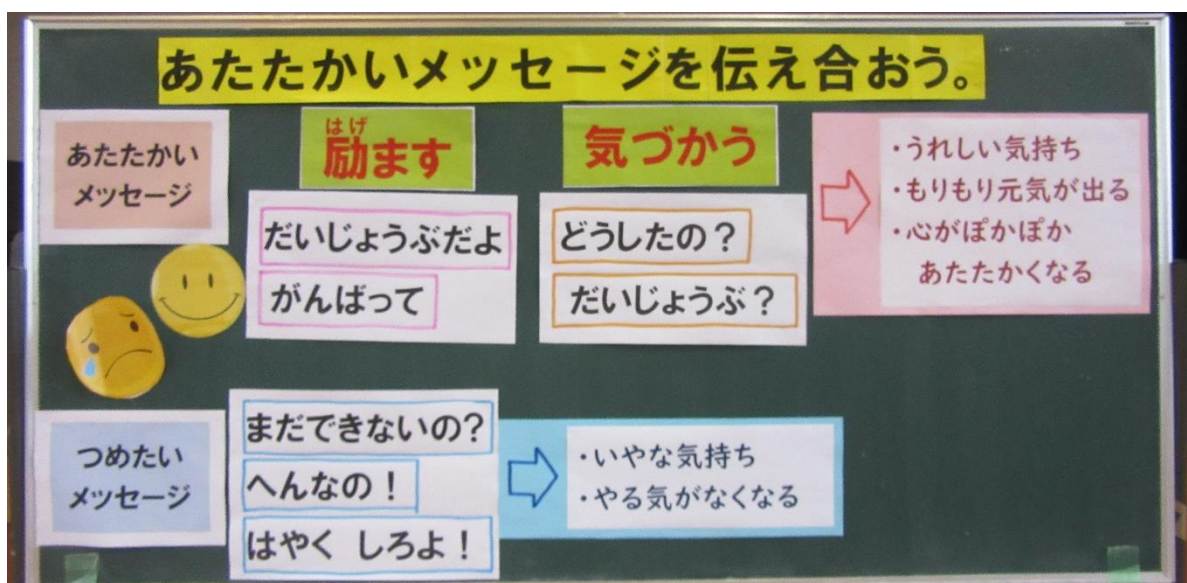 あたたかいメッセージを伝え合おう。
あたたかい
メッセージ
はげ
励ます
だいじょうぶだよ
がんばって
気づかう
どうしたの？
だいじょうぶ？
・うれしい気持ち
・もりもり元気が出る
・心がぽかぽか
あたたかくなる
つめたい
メッセージ
まだできないの？
へんなの！
はやく しろよ！
・いやな気持ち
・やる気がなくなる